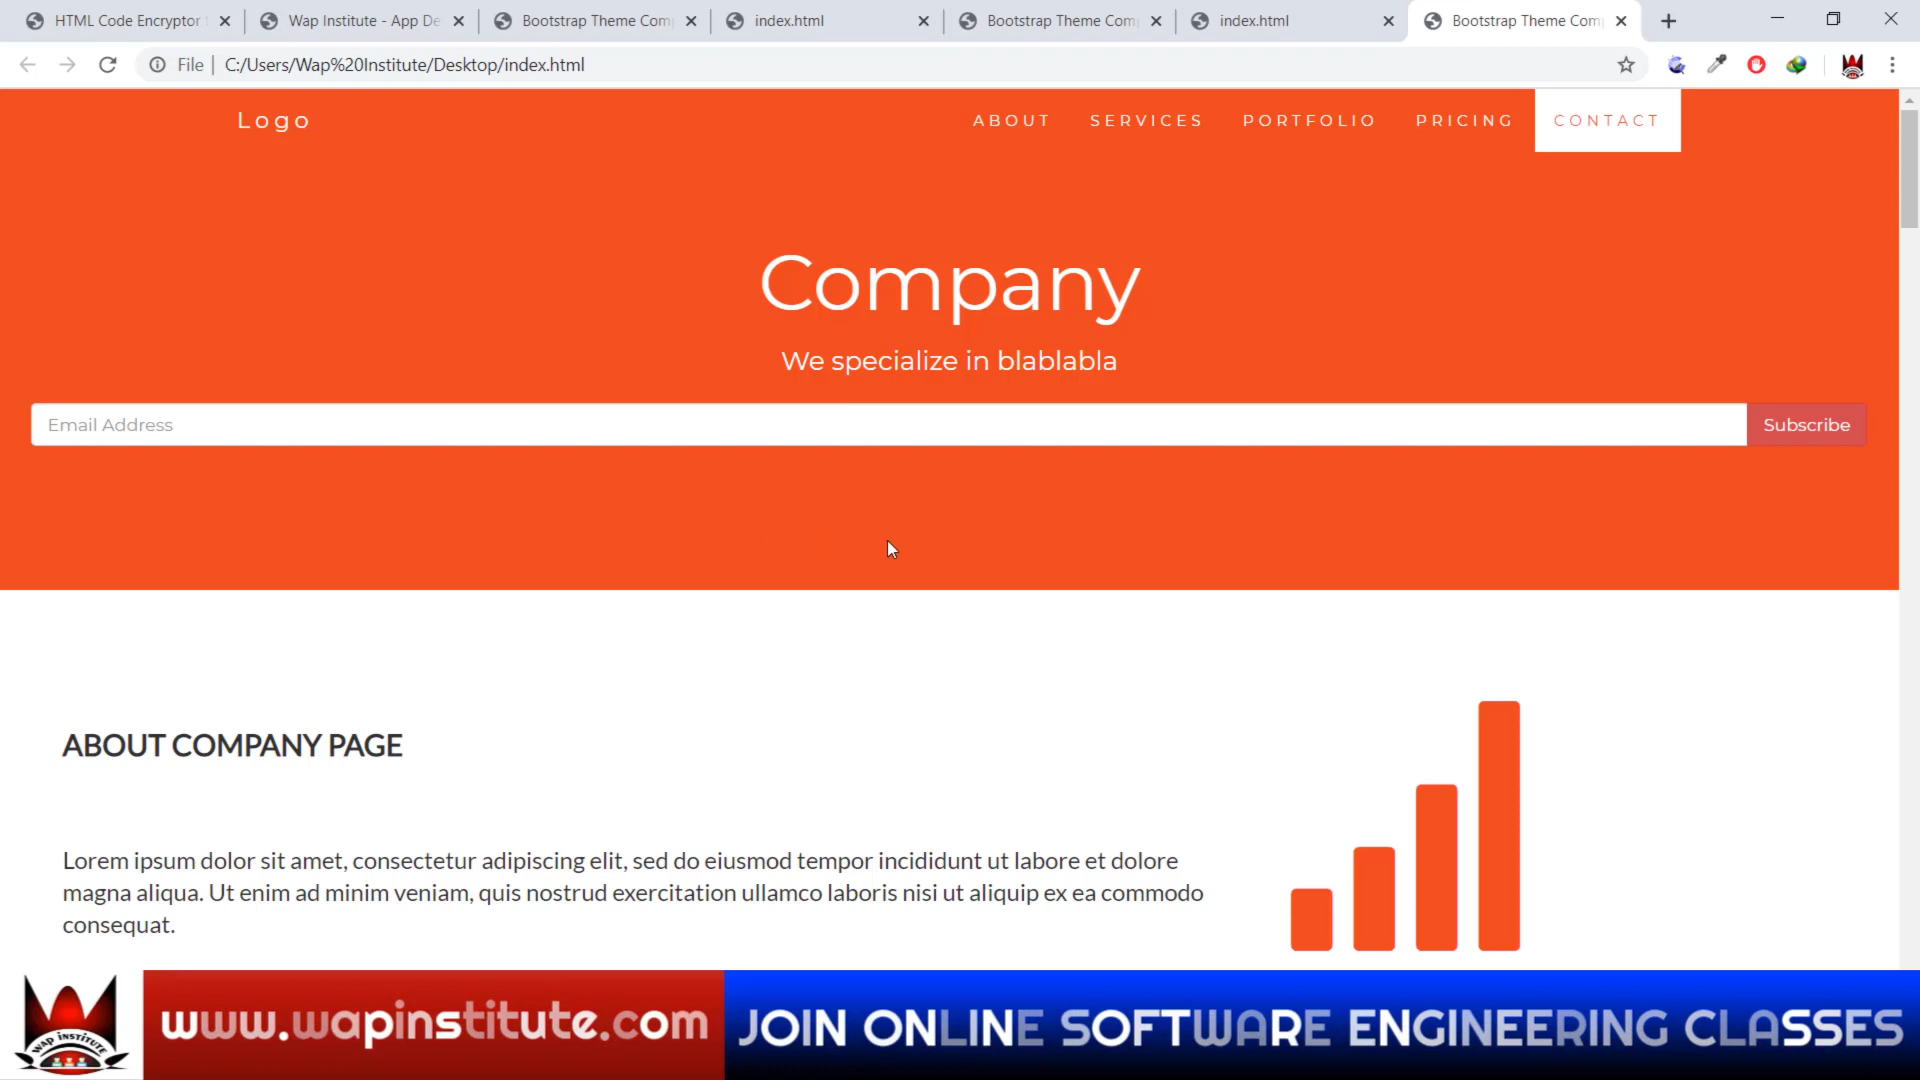 HTML Code Encryptor
Wap Institute - App De
Bootstrap Theme Com
index.html
Bootstrap Theme Com
index.html
Bootstrap Theme Com
File
C:/Users/Wap%20Institute/Desktop/index.html
Logo
ABOUT
SERVICES
PORTFOLIO
PRICING
CONTACT
Company
We specialize in blablabla
Email Address
Subscribe
ABOUT COMPANY PAGE
Lorem ipsum dolor sit amet, consectetur adipiscing elit, sed do eiusmod tempor incididunt ut labore et dolore
magna aliqua. Ut enim ad minim veniam, quis nostrud exercitation ullamco laboris nisi ut aliquip ex ea commodo
consequat.
WAP INSTITUTE
www.wapinstitute.com
JOIN ONLINE SOFTWARE ENGINEERING CLASSES